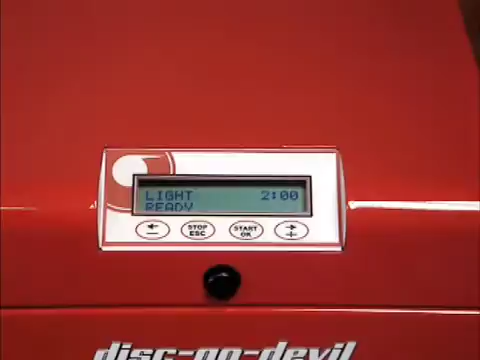 LIGHT 2:00
READY
← STOP START →
− ESC OK +
disc-go-devil